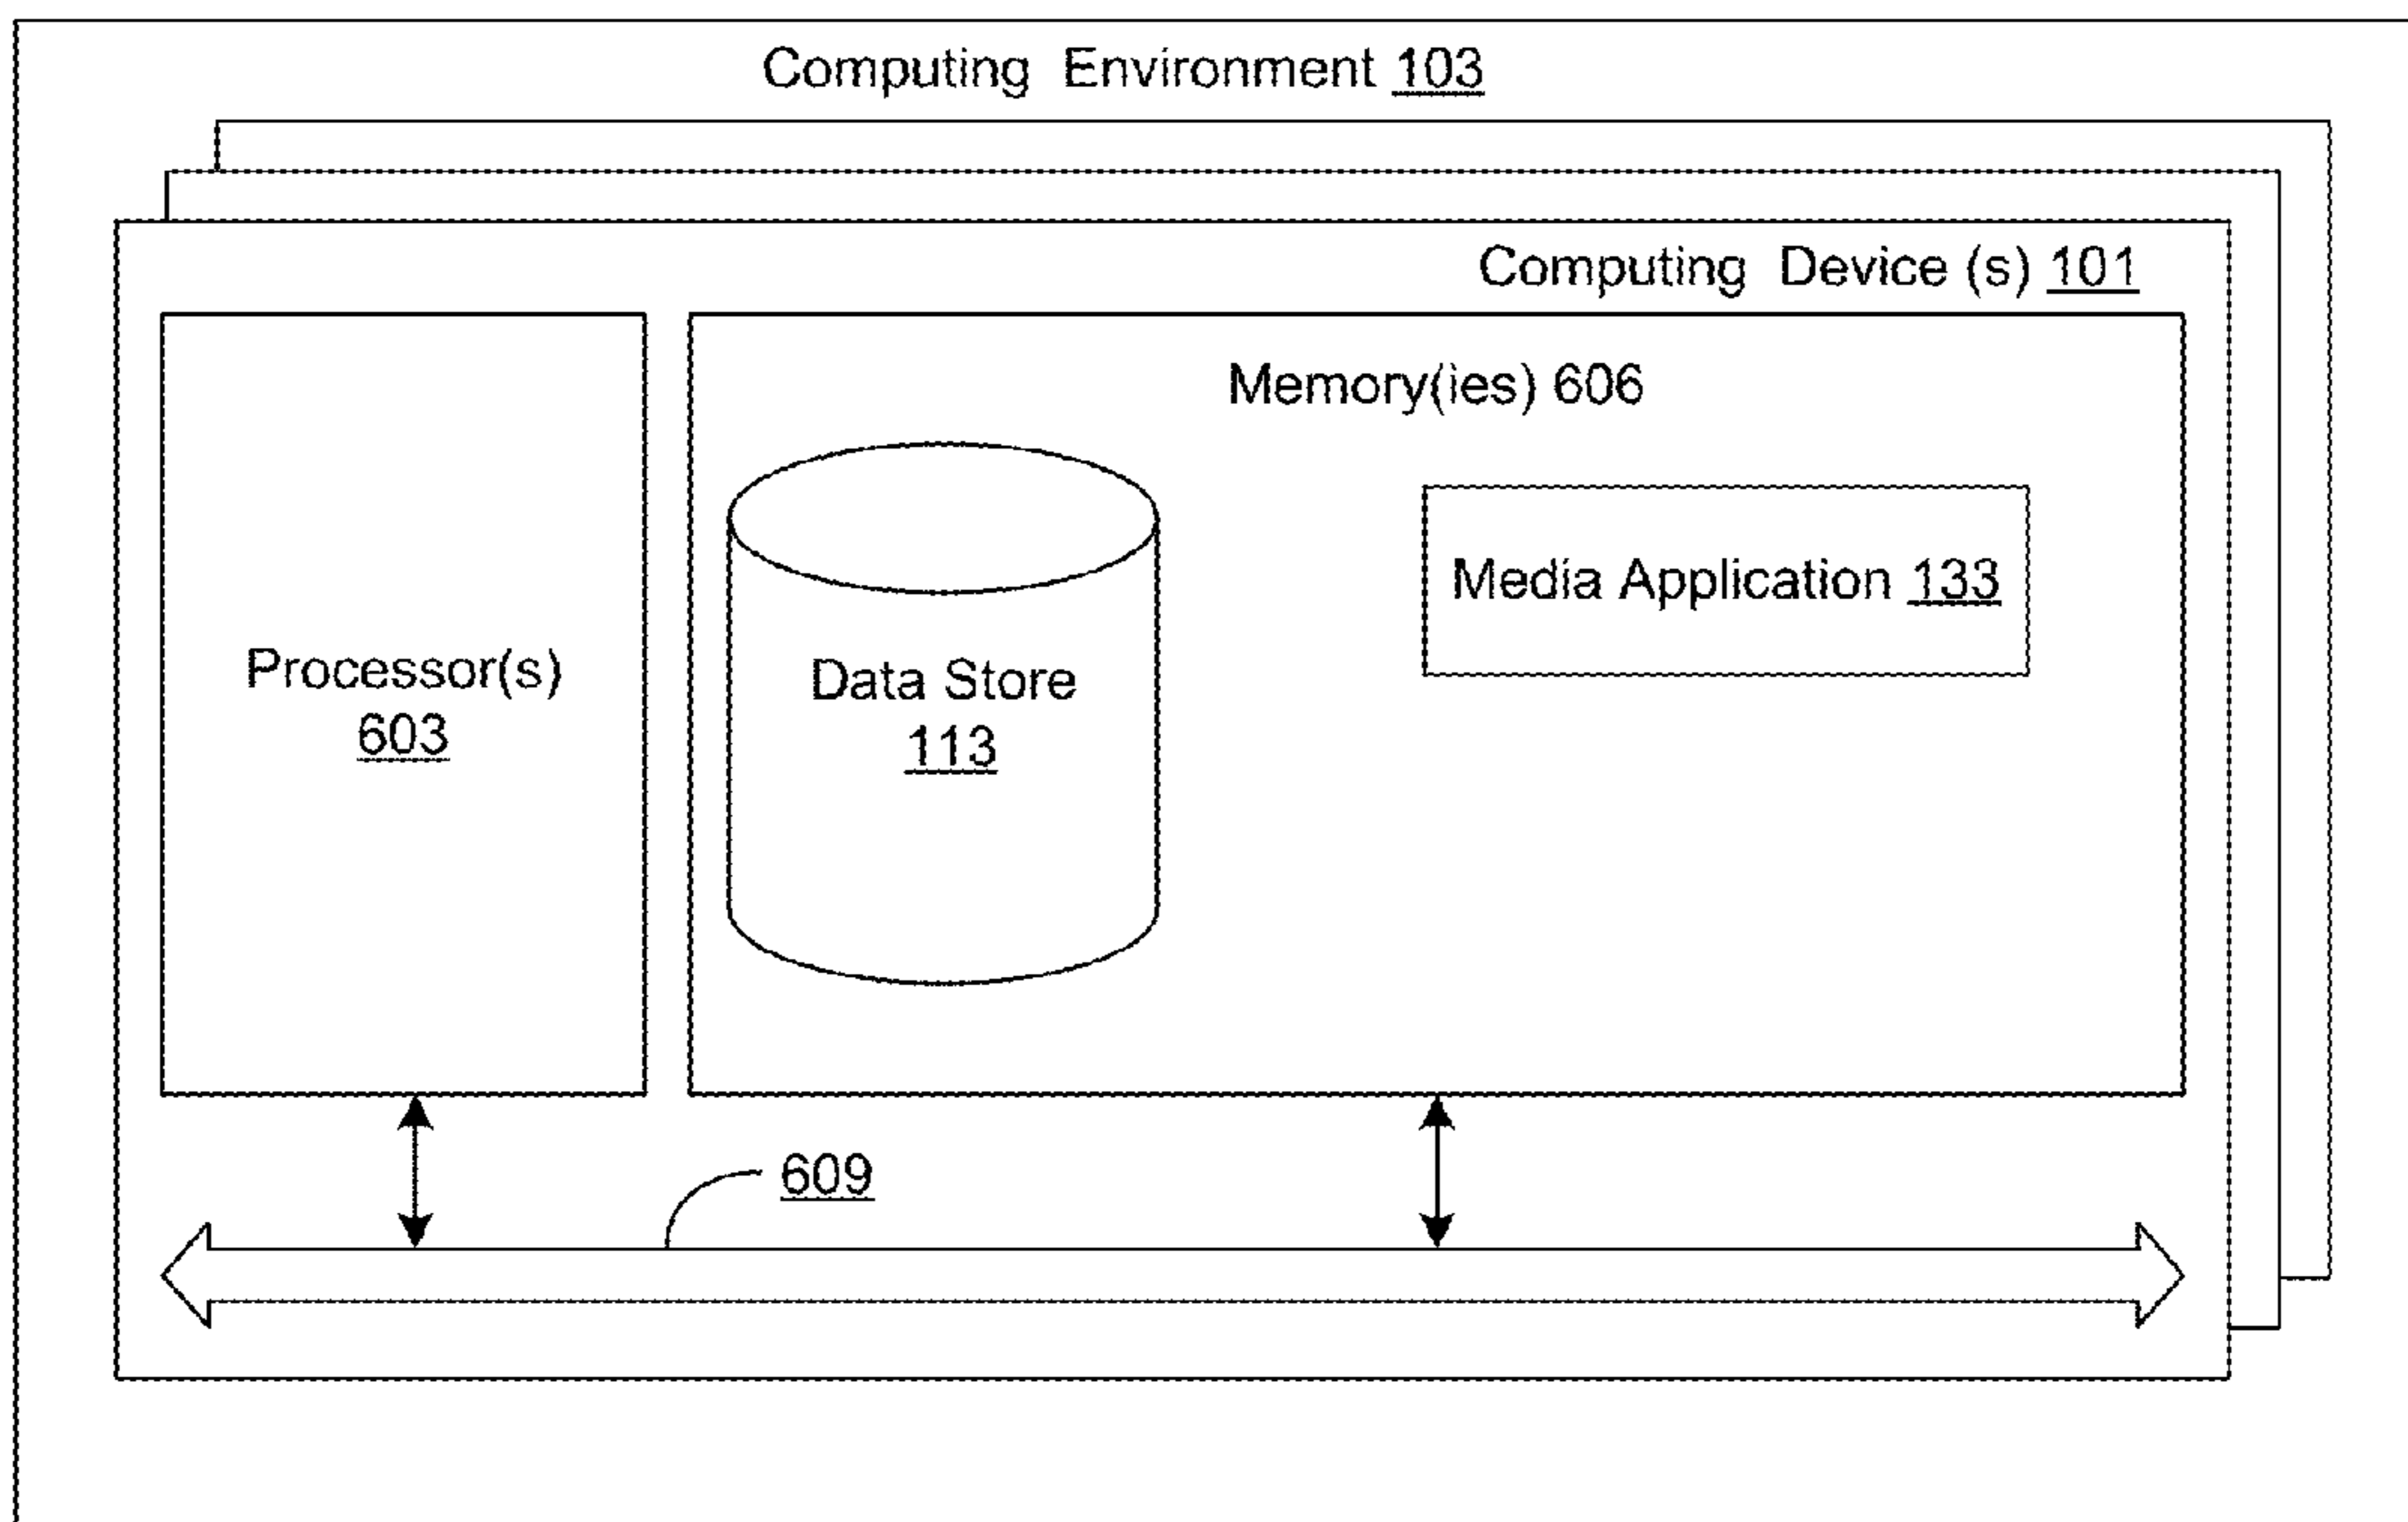 Computing Environment 103
Computing Device (s) 101
Memory(ies) 606
Media Application 133
Processor(s)
603
Data Store
113
609